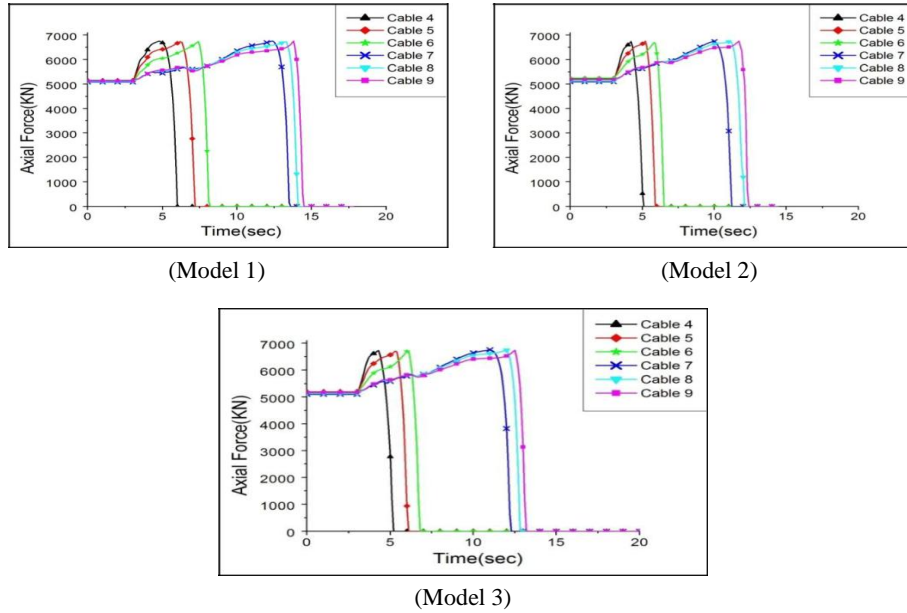 Axial Force(KN)
7000
6000
5000
4000
3000
2000
1000
0
0 5 10 15 20
Time(sec)
Cable 4
Cable 5
Cable 6
Cable 7
Cable 8
Cable 9
(Model 1)
Axial Force(KN)
7000
6000
5000
4000
3000
2000
1000
0
0 5 10 15 20
Time(sec)
Cable 4
Cable 5
Cable 6
Cable 7
Cable 8
Cable 9
(Model 2)
Axial Force(KN)
8000
7000
6000
5000
4000
3000
2000
1000
0
0 5 10 15 20
Time(sec)
Cable 4
Cable 5
Cable 6
Cable 7
Cable 8
Cable 9
(Model 3)